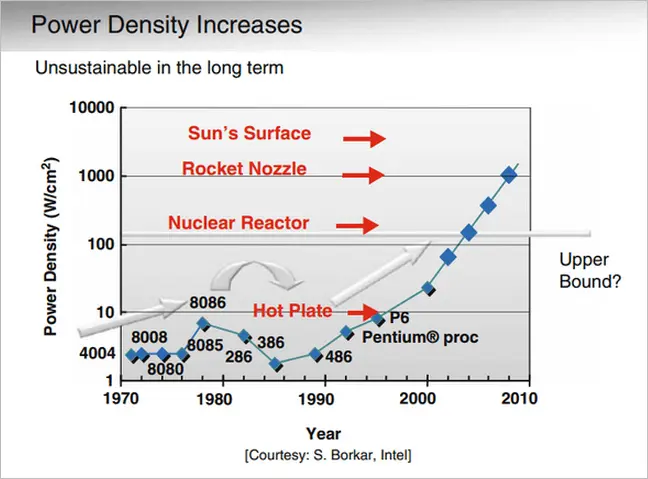 Power Density Increases
Unsustainable in the long term
Power Density (W/cm²)
10000
1000
100
10
1
Sun's Surface
Rocket Nozzle
Nuclear Reactor
Hot Plate
Upper
Bound?
4004
8008
8080
8085
8086
286
386
486
P6
Pentium® proc
1970
1980
1990
2000
2010
Year
[Courtesy: S. Borkar, Intel]